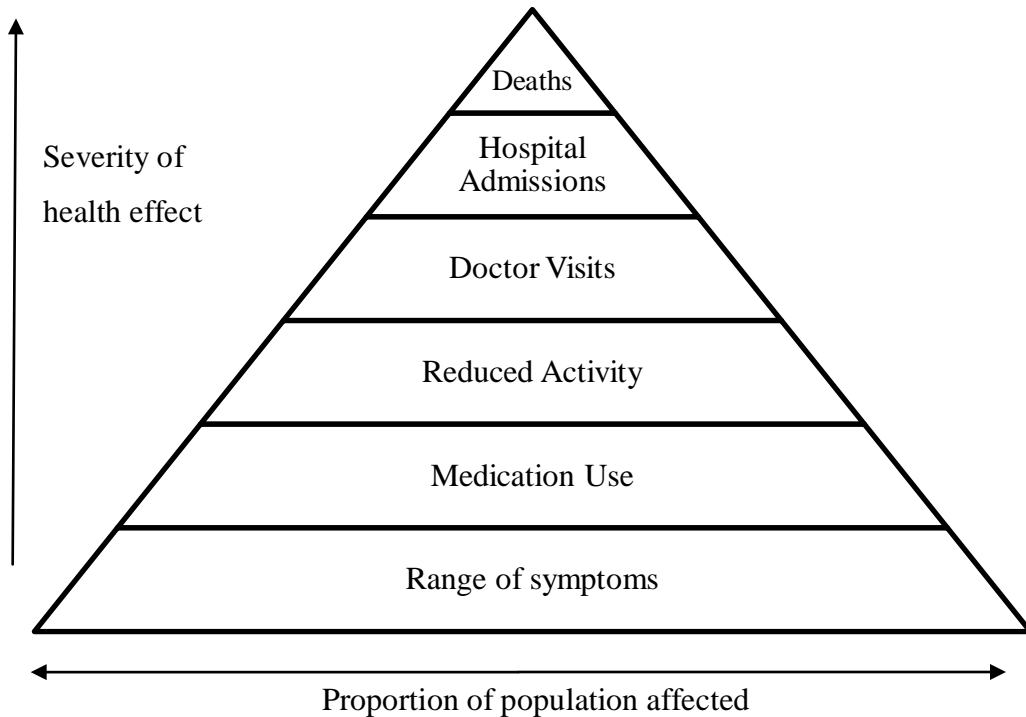 Deaths
Severity of
health effect
Hospital
Admissions
Doctor Visits
Reduced Activity
Medication Use
Range of symptoms
Proportion of population affected